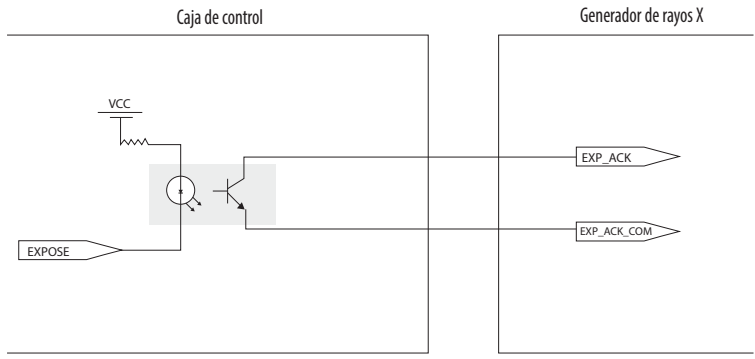 Caja de control
Generador de rayos X
VCC
EXP_ACK
EXP_ACK_COM
EXPOSE